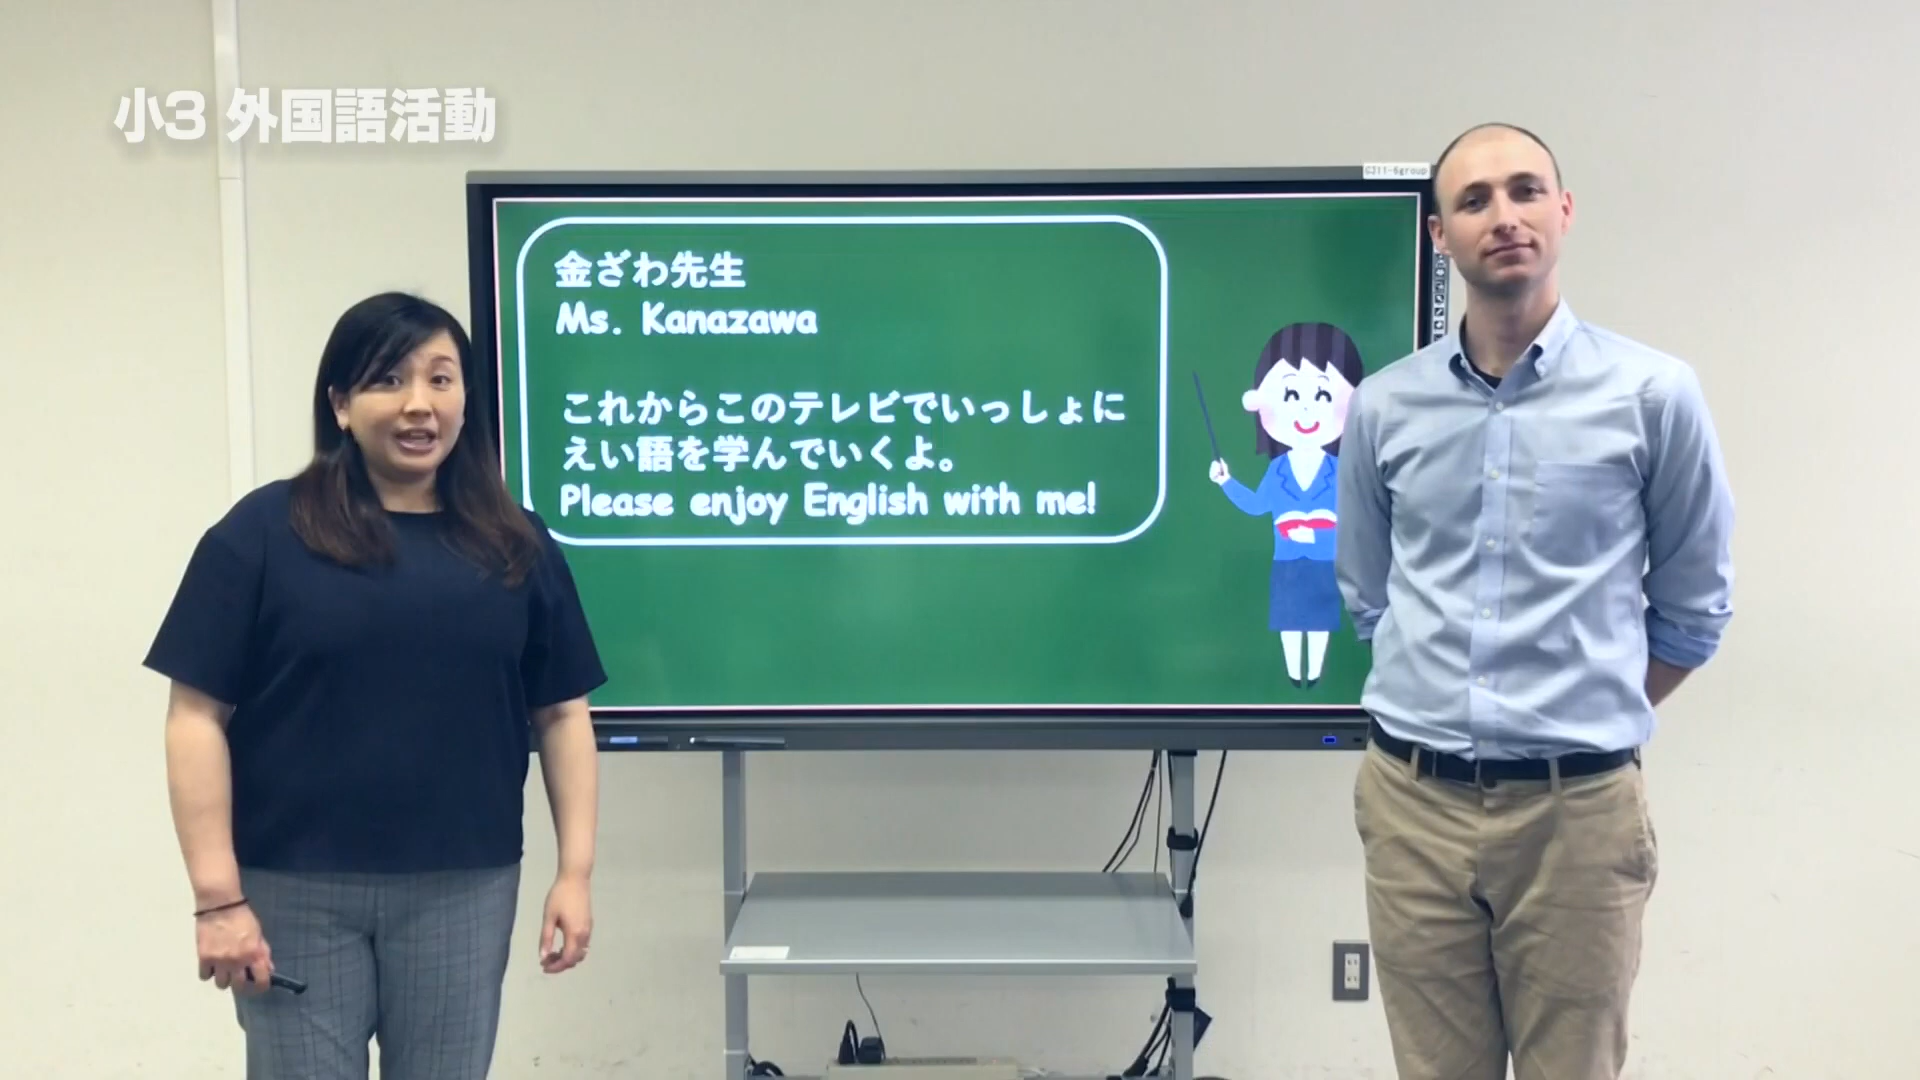 小3 外国語活動
GJ11-6group
金ざわ先生
Ms. Kanazawa
これからこのテレビでいっしょに
えい語を学んでいくよ。
Please enjoy English with me!